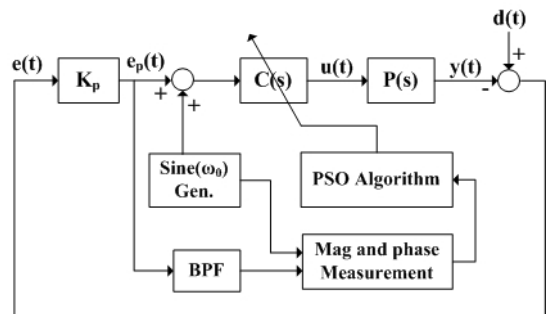 d(t)
+
e(t)
Kp
ep(t)
+
+
C(s)
u(t)
P(s)
y(t)
-
Sine(ω0)
Gen.
PSO Algorithm
BPF
Mag and phase
Measurement